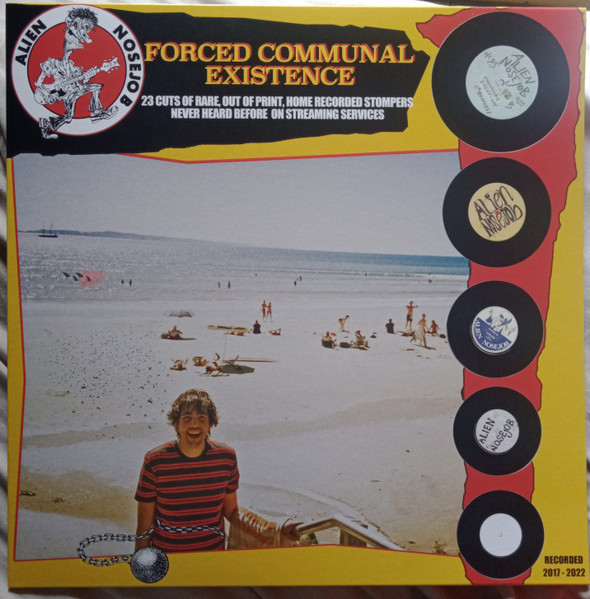 ALIEN NOSEJOB
FORCED COMMUNAL
EXISTENCE
23 CUTS OF RARE, OUT OF PRINT, HOME RECORDED STOMPERS
NEVER HEARD BEFORE ON STREAMING SERVICES
ALIEN
NOSEJOB
Alien
Nosejob
ALIEN NOSEJOB
ALIEN
NOSEJOB
RECORDED
2017 - 2022